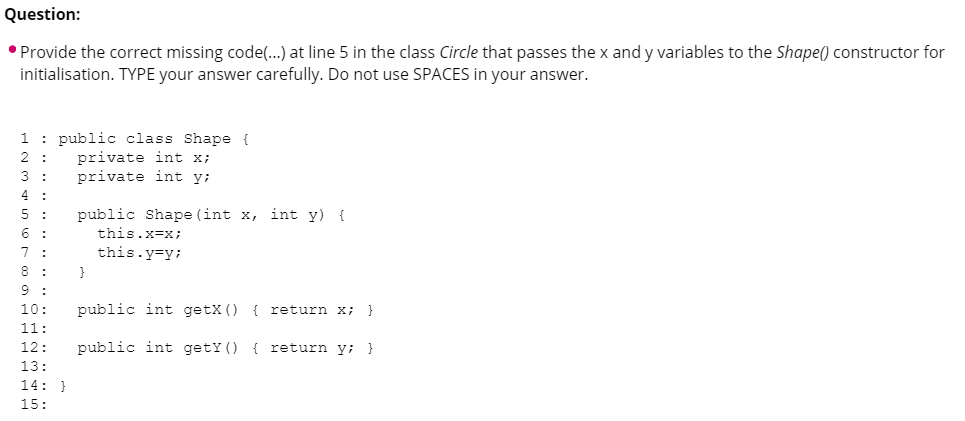 Question:
• Provide the correct missing code(...) at line 5 in the class Circle that passes the x and y variables to the Shape() constructor for
initialisation. TYPE your answer carefully. Do not use SPACES in your answer.
1 : public class Shape {
2 :   private int x;
3 :   private int y;
4 :
5 :   public Shape(int x, int y) {
6 :     this.x=x;
7 :     this.y=y;
8 :   }
9 :
10:   public int getX() { return x; }
11:
12:   public int getY() { return y; }
13:
14: }
15: